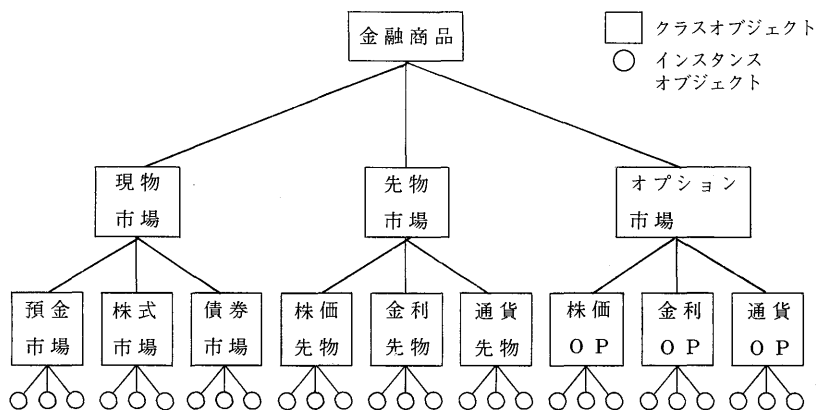 金融商品
クラスオブジェクト
インスタンス
オブジェクト
現物
市場
先物
市場
オプション
市場
預金
市場
株式
市場
債券
市場
株価
先物
金利
先物
通貨
先物
株価
OP
金利
OP
通貨
OP